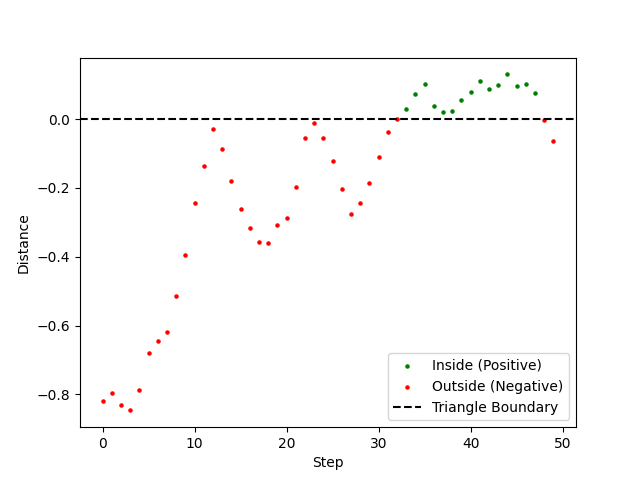 0.0
−0.2
−0.4
−0.6
−0.8
Distance
0 10 20 30 40 50
Step
Inside (Positive)
Outside (Negative)
Triangle Boundary